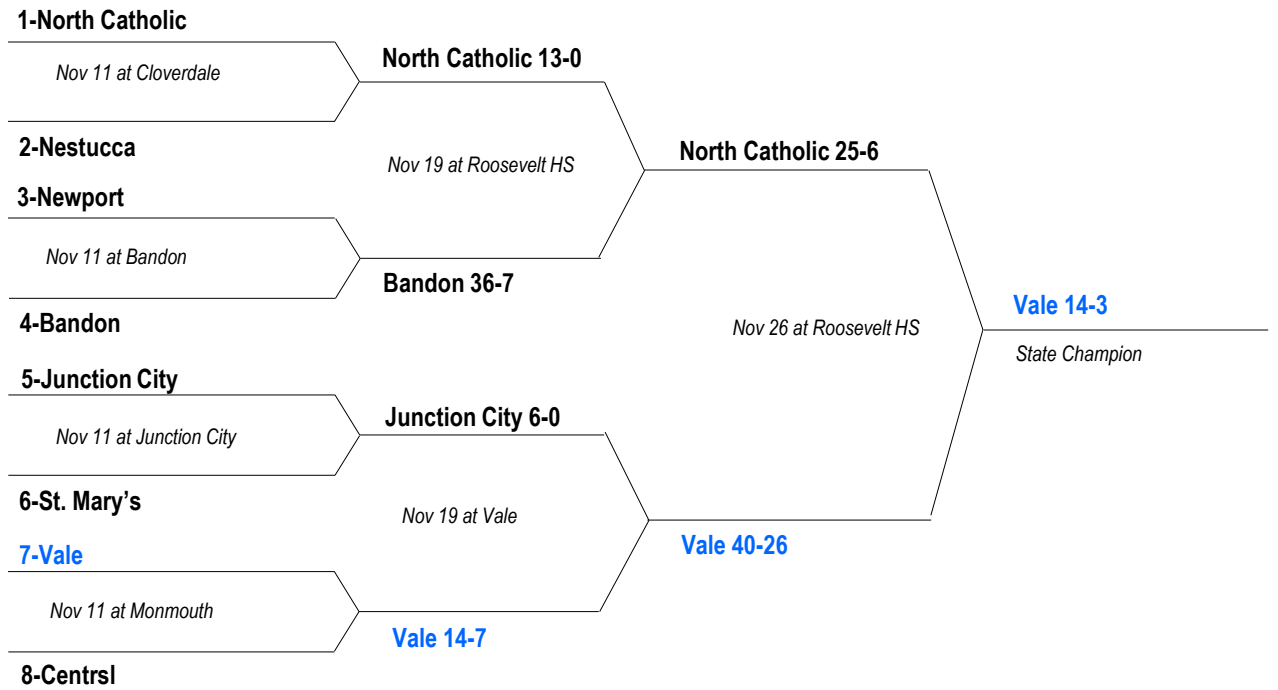 1-North Catholic
Nov 11 at Cloverdale
North Catholic 13-0
2-Nestucca
Nov 19 at Roosevelt HS
North Catholic 25-6
3-Newport
Nov 11 at Bandon
Bandon 36-7
4-Bandon
Nov 26 at Roosevelt HS
Vale 14-3
State Champion
5-Junction City
Nov 11 at Junction City
Junction City 6-0
6-St. Mary’s
Nov 19 at Vale
Vale 40-26
7-Vale
Nov 11 at Monmouth
Vale 14-7
8-Centrsl